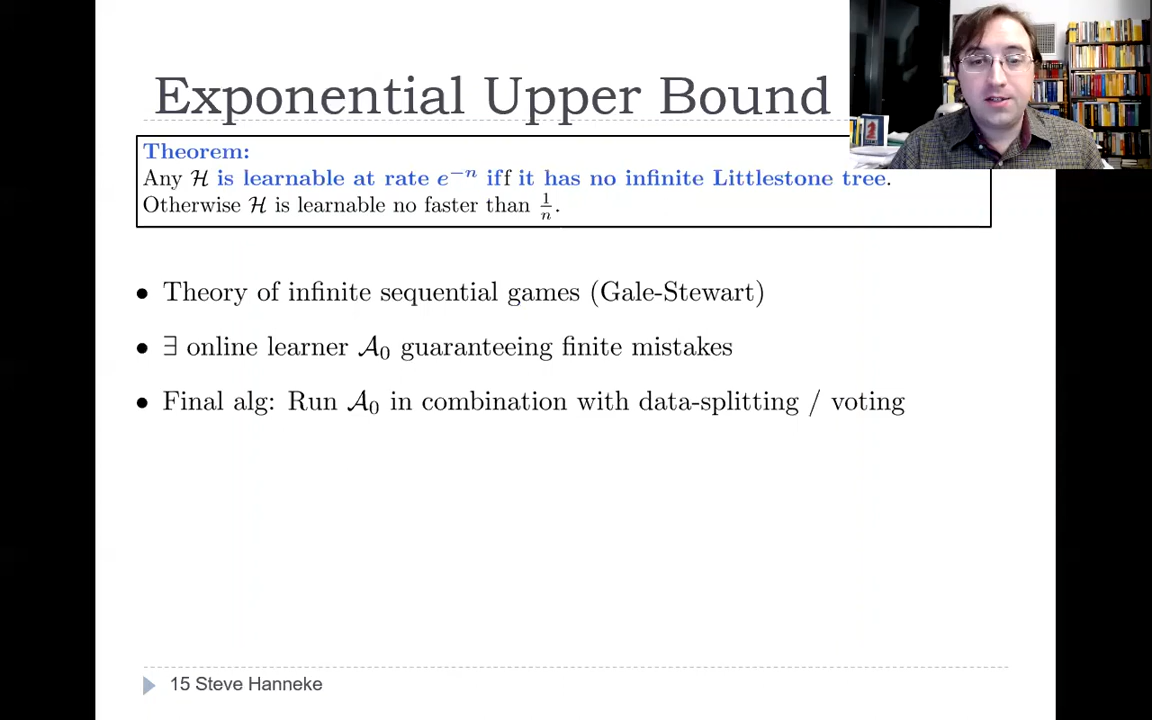 Exponential Upper Bound
Theorem:
Any ℋ is learnable at rate e⁻ⁿ iff it has no infinite Littlestone tree.
Otherwise ℋ is learnable no faster than 1/n.
• Theory of infinite sequential games (Gale-Stewart)
• ∃ online learner 𝒜₀ guaranteeing finite mistakes
• Final alg: Run 𝒜₀ in combination with data-splitting / voting
15 Steve Hanneke